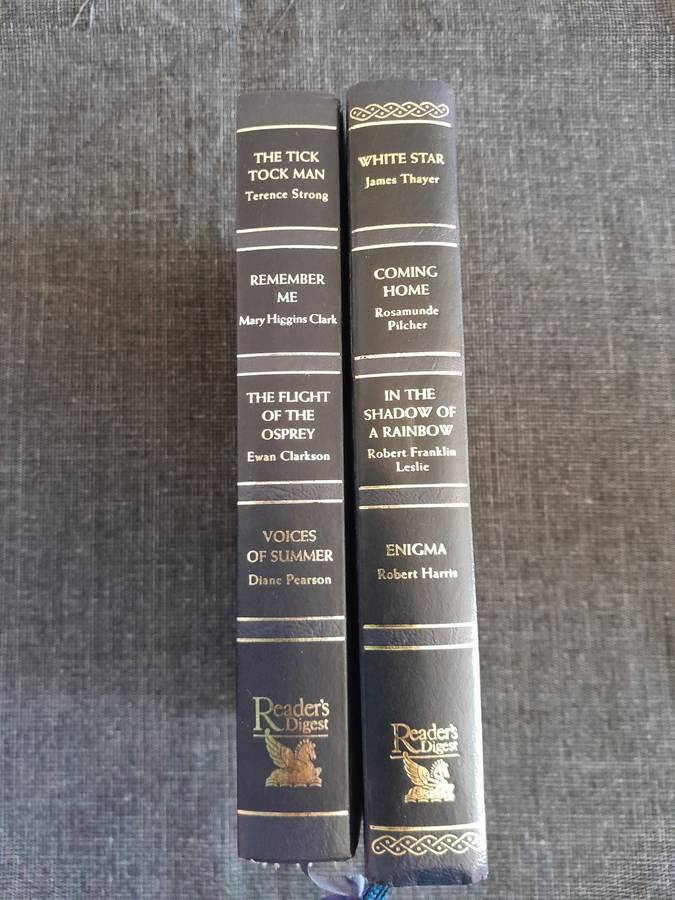 THE TICK
TOCK MAN
Terence Strong
REMEMBER
ME
Mary Higgins Clark
THE FLIGHT
OF THE
OSPREY
Ewan Clarkson
VOICES
OF SUMMER
Diane Pearson
Reader's
Digest
WHITE STAR
James Thayer
COMING
HOME
Rosamunde
Pilcher
IN THE
SHADOW OF
A RAINBOW
Robert Franklin
Leslie
ENIGMA
Robert Harris
Reader's
Digest